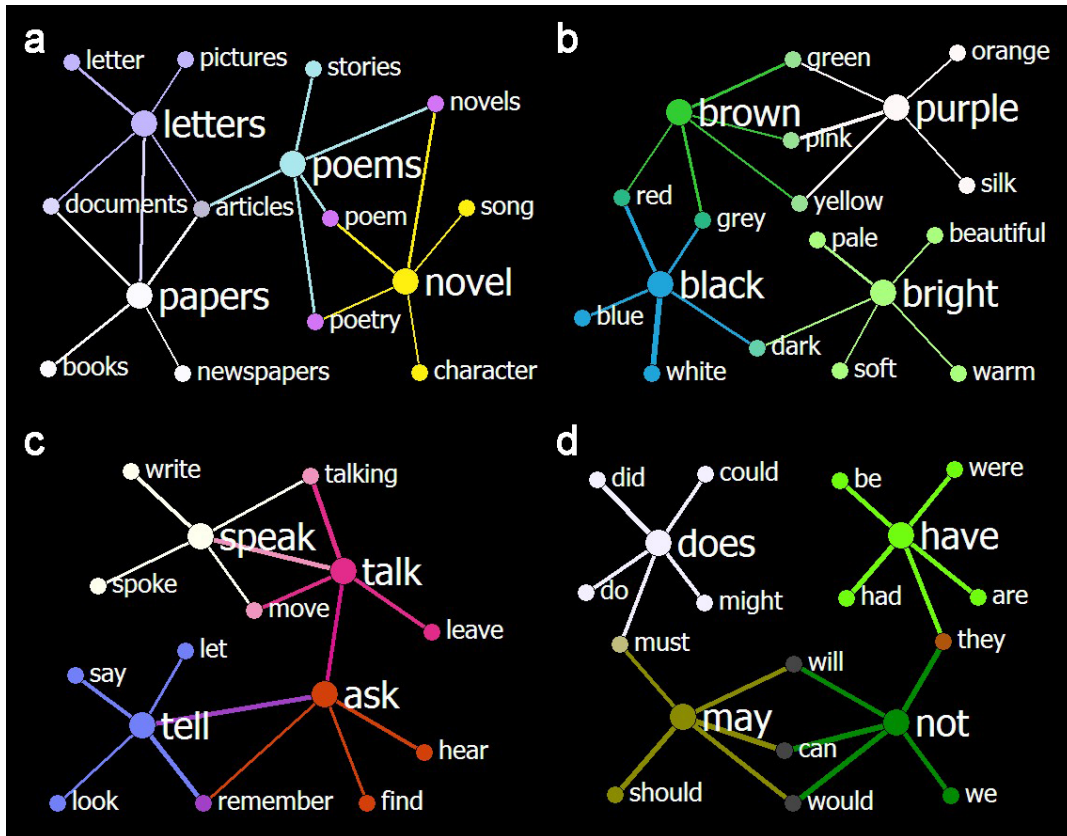 a
letter
pictures
stories
novels
letters
poems
documents
articles
poem
song
papers
novel
poetry
books
newspapers
character
b
green
orange
brown
purple
pink
red
yellow
silk
grey
pale
beautiful
black
bright
blue
dark
white
soft
warm
c
write
talking
speak
talk
spoke
move
leave
let
say
ask
tell
hear
look
remember
find
d
did
could
be
were
does
have
do
might
had
are
must
will
they
may
not
can
should
would
we